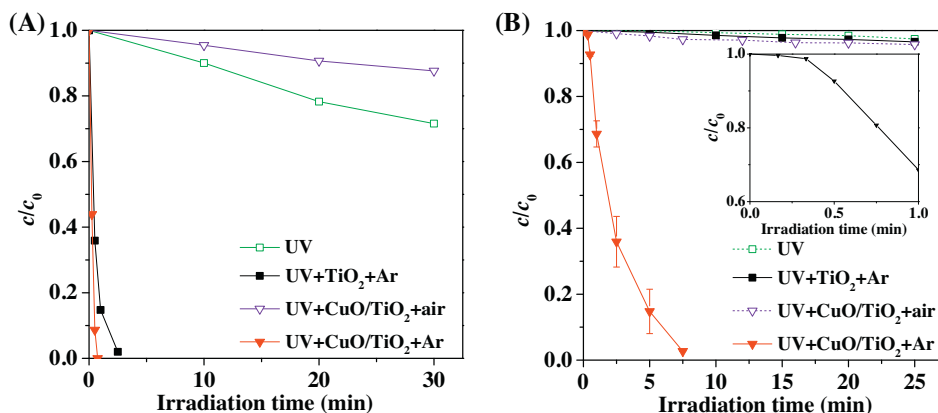 (A)
1.0
0.8
0.6
0.4
0.2
0.0
c/c₀
UV
UV+TiO₂+Ar
UV+CuO/TiO₂+air
UV+CuO/TiO₂+Ar
0
10
20
30
Irradiation time (min)
(B)
1.0
0.8
0.6
0.4
0.2
0.0
c/c₀
1.0
0.8
0.6
c/c₀
0.0
0.5
1.0
Irradiation time (min)
UV
UV+TiO₂+Ar
UV+CuO/TiO₂+air
UV+CuO/TiO₂+Ar
0
5
10
15
20
25
Irradiation time (min)